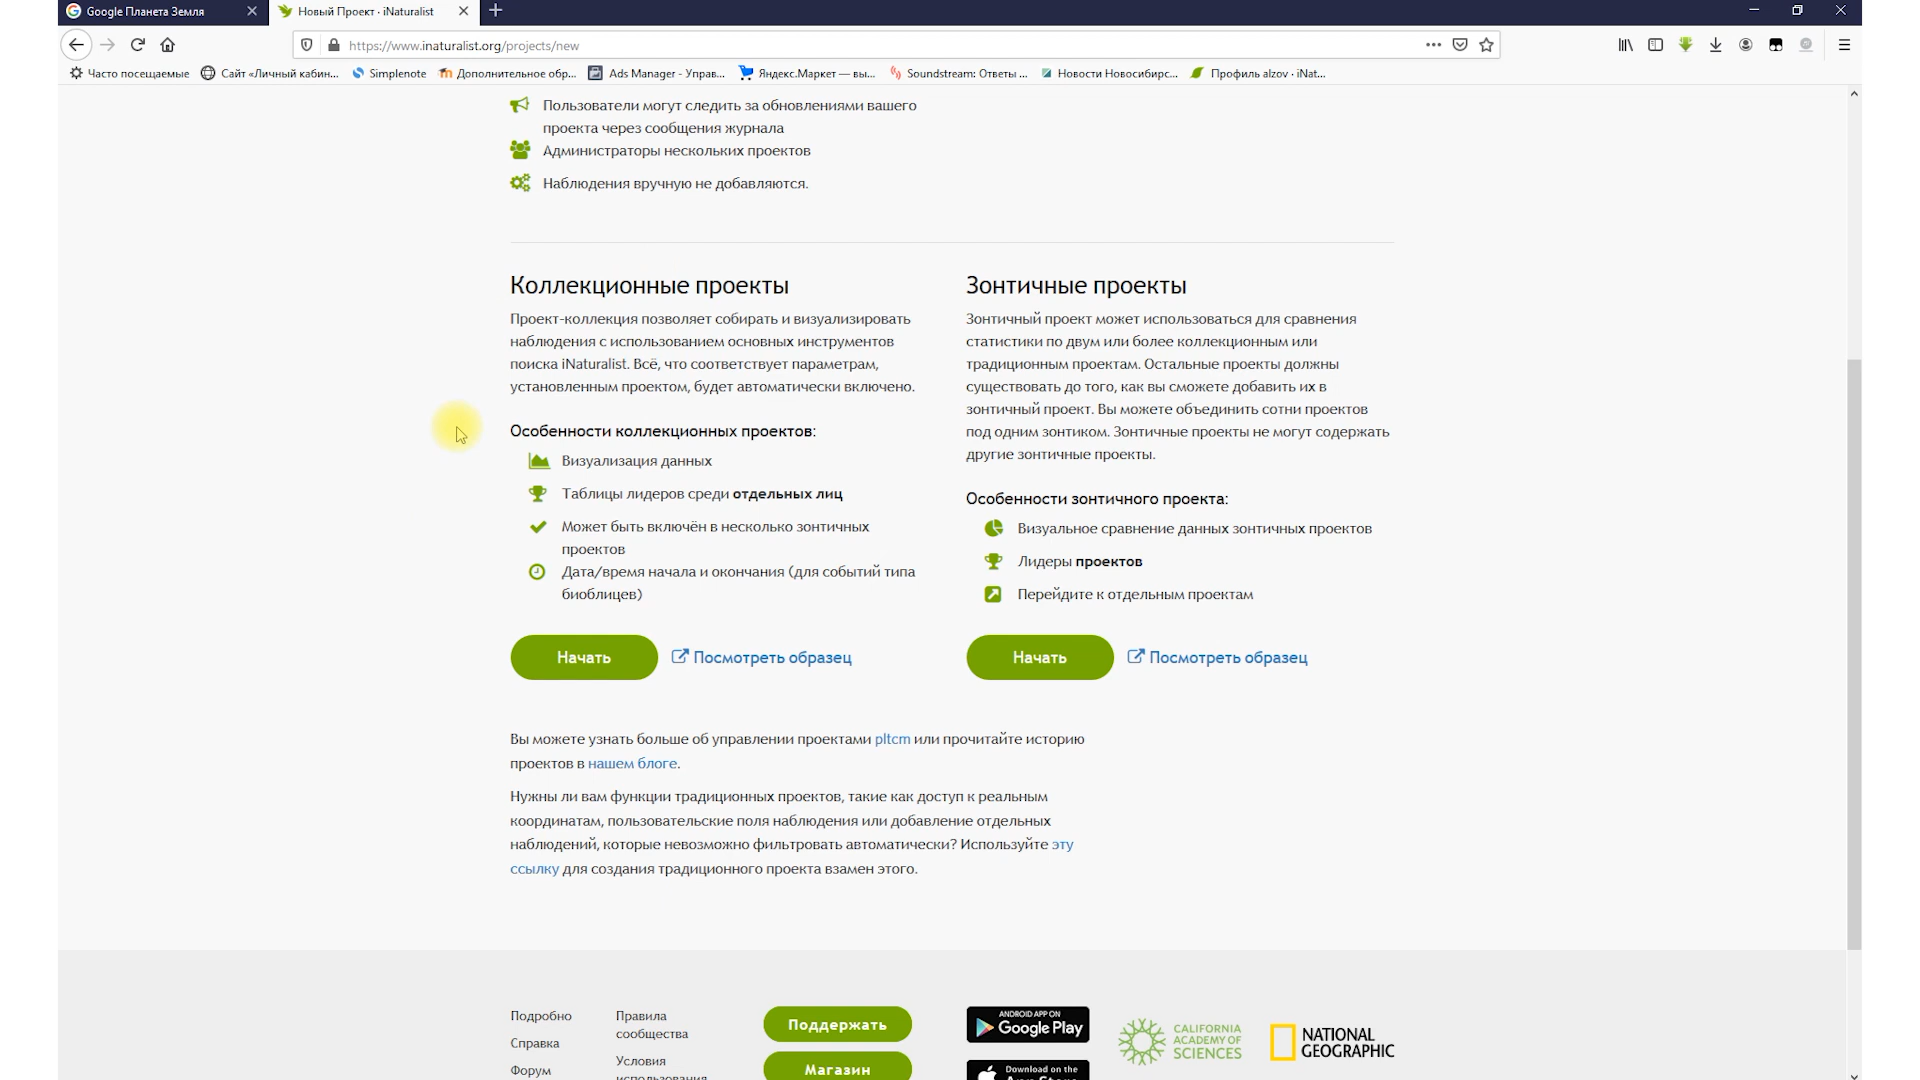 Google Планета Земля
Новый Проект · iNaturalist
https://www.inaturalist.org/projects/new
Часто посещаемые
Сайт «Личный кабин...
Simplenote
Дополнительное обр...
Ads Manager - Управ...
Яндекс.Маркет — вы...
Soundstream: Ответы ...
Новости Новосибирс...
Профиль alzov · iNat...
Пользователи могут следить за обновлениями вашего
проекта через сообщения журнала
Администраторы нескольких проектов
Наблюдения вручную не добавляются.
Коллекционные проекты
Проект-коллекция позволяет собирать и визуализировать
наблюдения с использованием основных инструментов
поиска iNaturalist. Всё, что соответствует параметрам,
установленным проектом, будет автоматически включено.
Особенности коллекционных проектов:
Визуализация данных
Таблицы лидеров среди отдельных лиц
Может быть включён в несколько зонтичных
проектов
Дата/время начала и окончания (для событий типа
биоблицев)
Начать
Посмотреть образец
Зонтичные проекты
Зонтичный проект может использоваться для сравнения
статистики по двум или более коллекционным или
традиционным проектам. Остальные проекты должны
существовать до того, как вы сможете добавить их в
зонтичный проект. Вы можете объединить сотни проектов
под одним зонтиком. Зонтичные проекты не могут содержать
другие зонтичные проекты.
Особенности зонтичного проекта:
Визуальное сравнение данных зонтичных проектов
Лидеры проектов
Перейдите к отдельным проектам
Начать
Посмотреть образец
Вы можете узнать больше об управлении проектами pltcm или прочитайте историю
проектов в нашем блоге.
Нужны ли вам функции традиционных проектов, такие как доступ к реальным
координатам, пользовательские поля наблюдения или добавление отдельных
наблюдений, которые невозможно фильтровать автоматически? Используйте эту
ссылку для создания традиционного проекта взамен этого.
Подробно
Справка
Форум
Правила
сообщества
Условия
использования
Поддержать
Магазин
ANDROID APP ON
Google Play
Download on the
App Store
CALIFORNIA
ACADEMY OF
SCIENCES
NATIONAL
GEOGRAPHIC